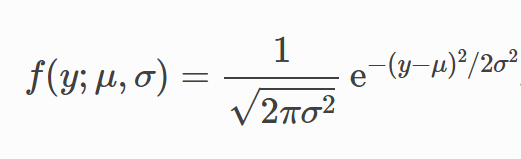 f(y; μ, σ) = 1/√(2πσ²) e^(−(y−μ)²/2σ²)